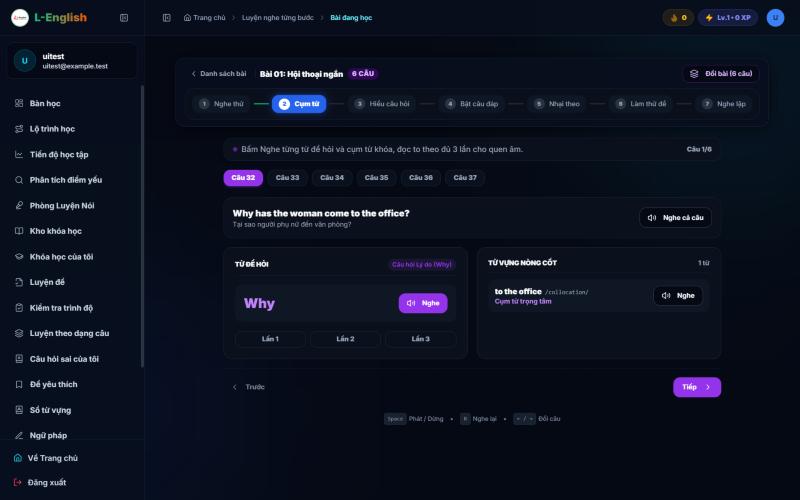 L-English
Trang chủ > Luyện nghe từng bước > Bài đang học
0
Lv.1 • 0 XP
U
U
uitest
uitest@example.test
Bàn học
Lộ trình học
Tiến độ học tập
Phân tích điểm yếu
Phòng Luyện Nói
Kho khóa học
Khóa học của tôi
Luyện đề
Kiểm tra trình độ
Luyện theo dạng câu
Câu hỏi sai của tôi
Đề yêu thích
Sổ từ vựng
Ngữ pháp
Về Trang chủ
Đăng xuất
Danh sách bài
Bài 01: Hội thoại ngắn
6 CÂU
Đổi bài (6 câu)
1 Nghe thử
2 Cụm từ
3 Hiểu câu hỏi
4 Bật câu đáp
5 Nhại theo
6 Làm thử đề
7 Nghe lặp
Bấm Nghe từng từ để hỏi và cụm từ khóa, đọc to theo đủ 3 lần cho quen âm.
Câu 1/6
Câu 32
Câu 33
Câu 34
Câu 35
Câu 36
Câu 37
Why has the woman come to the office?
Tại sao người phụ nữ đến văn phòng?
Nghe cả câu
TỪ ĐỂ HỎI
Câu hỏi Lý do (Why)
Why
Nghe
Lần 1
Lần 2
Lần 3
TỪ VỰNG NÒNG CỐT
1 từ
to the office /collocation/
Cụm từ trọng tâm
Nghe
Trước
Tiếp
Space Phát / Dừng • R Nghe lại • ← / → Đổi câu